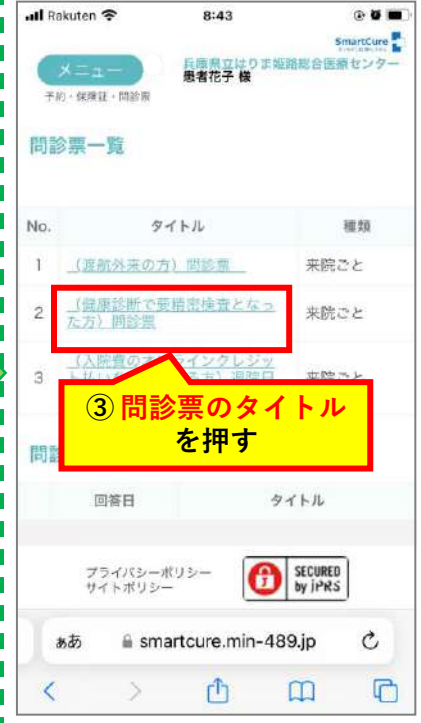 Rakuten
8:43
SmartCure
メニュー
兵庫県立はりま姫路総合医療センター
患者花子 様
予約・保険証・問診票
問診票一覧
No. タイトル 種類
1 (渡航外来の方)問診票 来院ごと
2 (健康診断で要精密検査となっ
た方)問診票
来院ごと
(入院費の
インクレジッ
3
③ 問診票のタイトル
を押す
回答日 タイトル
プライバシーポリシー
サイトポリシー
SECURED
by JPRS
ああ smartcure.min-489.jp